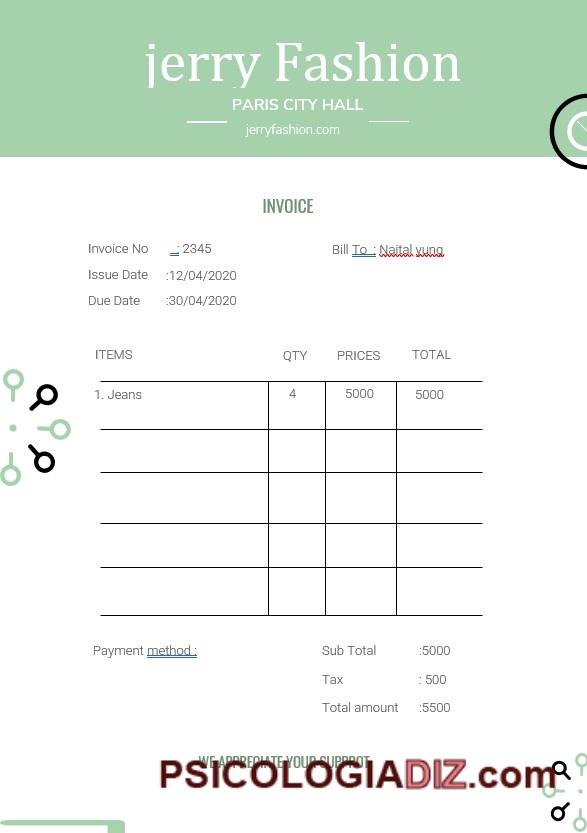 jerry Fashion
PARIS CITY HALL
jerryfashion.com
INVOICE
Invoice No : 2345
Bill To : Naital yung
Issue Date :12/04/2020
Due Date :30/04/2020
ITEMS QTY PRICES TOTAL
1. Jeans 4 5000 5000
Payment method :
Sub Total :5000
Tax : 500
Total amount :5500
WE APPRECIATE YOUR SUPPROT
PSICOLOGIADIZ.com